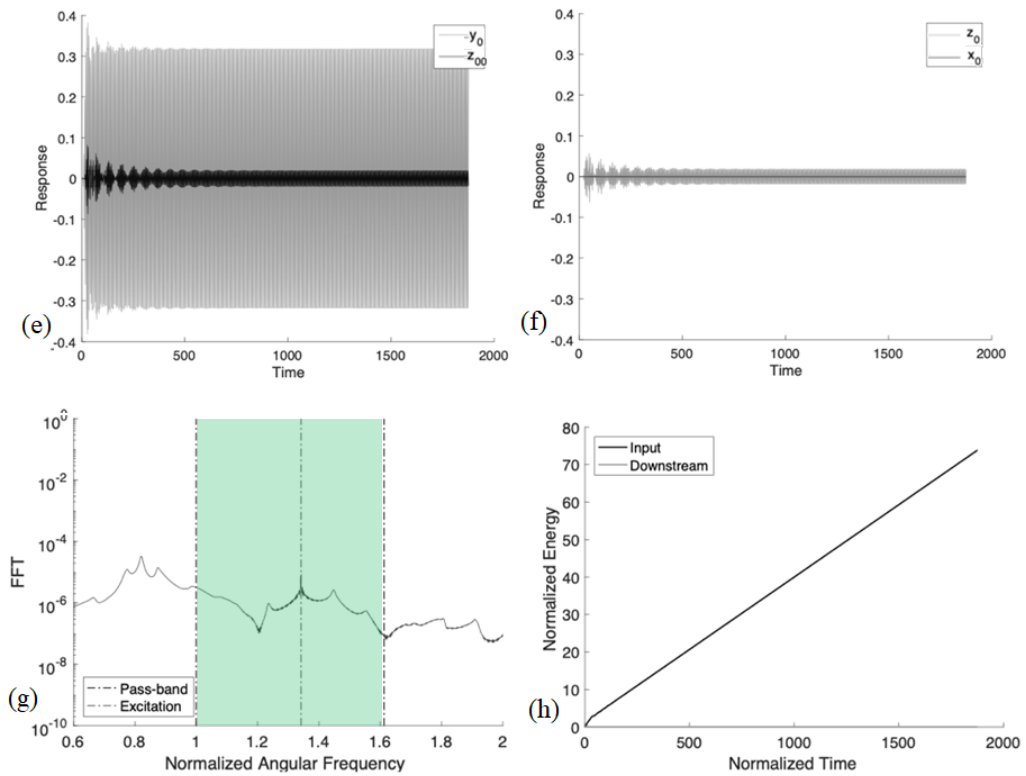 0.4
0.3
0.2
0.1
0
-0.1
-0.2
-0.3
-0.4
Response
y0
z00
0
500
1000
1500
2000
Time
(e)
0.4
0.3
0.2
0.1
0
-0.1
-0.2
-0.3
-0.4
Response
z0
x0
0
500
1000
1500
2000
Time
(f)
10^0
10^-2
10^-4
10^-6
10^-8
10^-10
FFT
Pass-band
Excitation
0.6
0.8
1
1.2
1.4
1.6
1.8
2
Normalized Angular Frequency
(g)
80
70
60
50
40
30
20
10
0
Normalized Energy
Input
Downstream
0
500
1000
1500
2000
Normalized Time
(h)